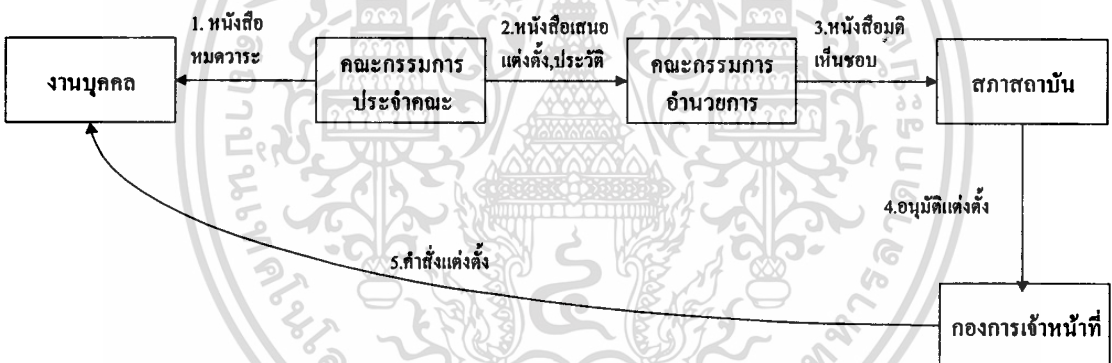 1. หนังสือ
หมดวาระ
2.หนังสือเสนอ
แต่งตั้ง,ประวัติ
3.หนังสือมติ
เห็นชอบ
งานบุคคล
คณะกรรมการ
ประจำคณะ
คณะกรรมการ
อำนวยการ
สภาสถาบัน
4.อนุมัติแต่งตั้ง
5.คำสั่งแต่งตั้ง
กองการเจ้าหน้าที่